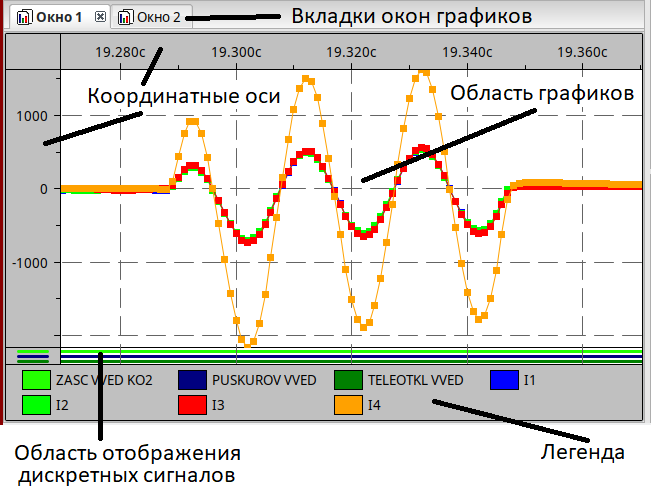 Окно 1
Окно 2
Вкладки окон графиков
19.280с 19.300с 19.320с 19.340с 19.360с
Координатные оси
Область графиков
1000
0
-1000
ZASC VVED KO2 PUSKUROV VVED TELEOTKL VVED I1
I2 I3 I4
Область отображения
дискретных сигналов
Легенда